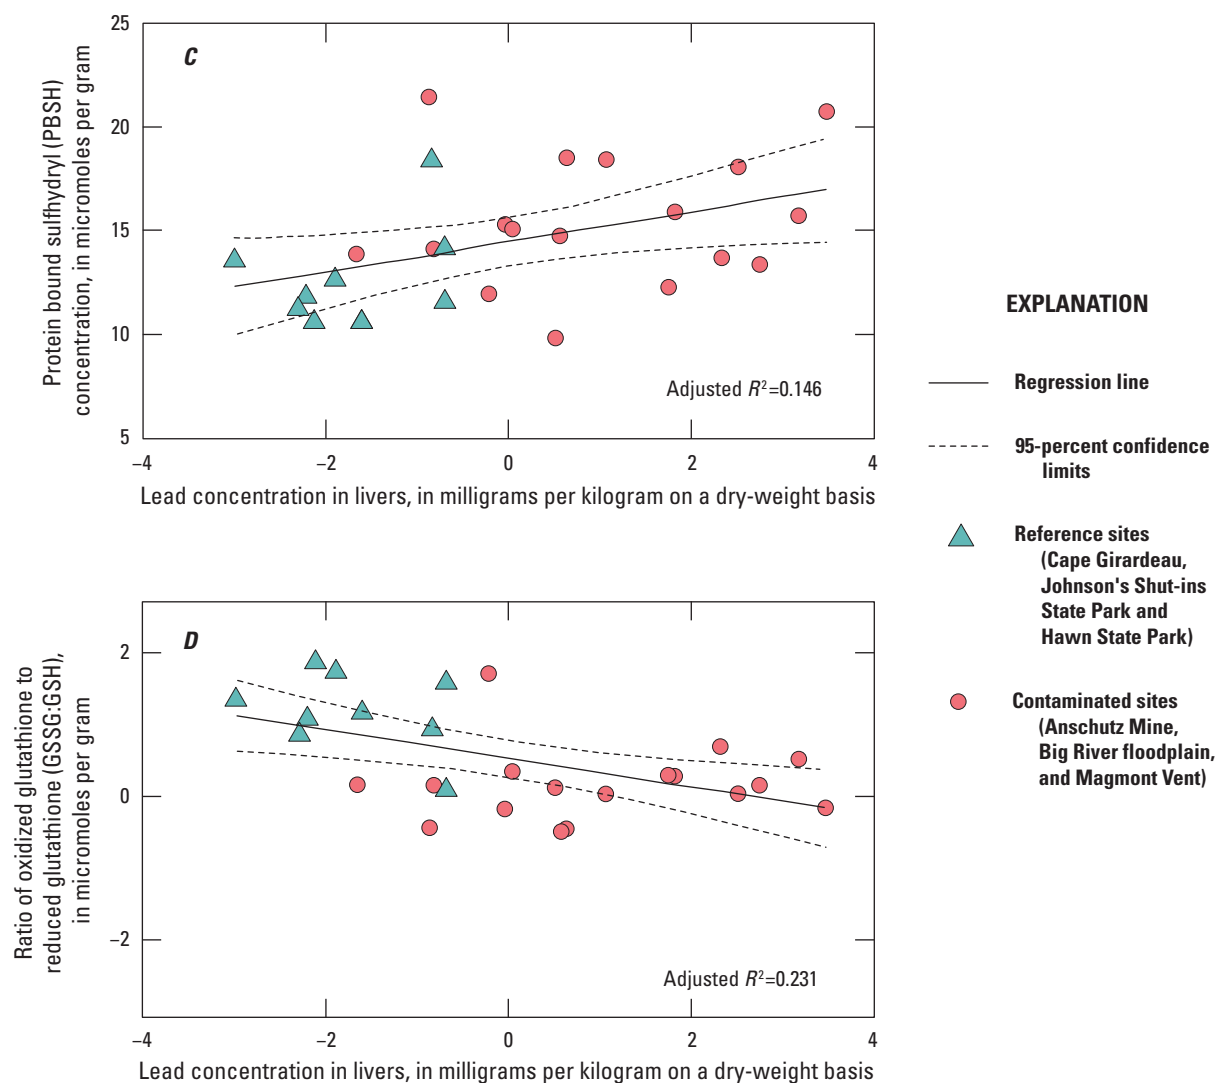 25
20
15
10
5
Protein bound sulfhydryl (PBSH)
concentration, in micromoles per gram
C
Adjusted R²=0.146
−4
−2
0
2
4
Lead concentration in livers, in milligrams per kilogram on a dry-weight basis
2
0
−2
Ratio of oxidized glutathione to
reduced glutathione (GSSSG:GSH),
in micromoles per gram
D
Adjusted R²=0.231
−4
−2
0
2
4
Lead concentration in livers, in milligrams per kilogram on a dry-weight basis
EXPLANATION
Regression line
95-percent confidence
limits
Reference sites
(Cape Girardeau,
Johnson's Shut-ins
State Park and
Hawn State Park)
Contaminated sites
(Anschutz Mine,
Big River floodplain,
and Magmont Vent)